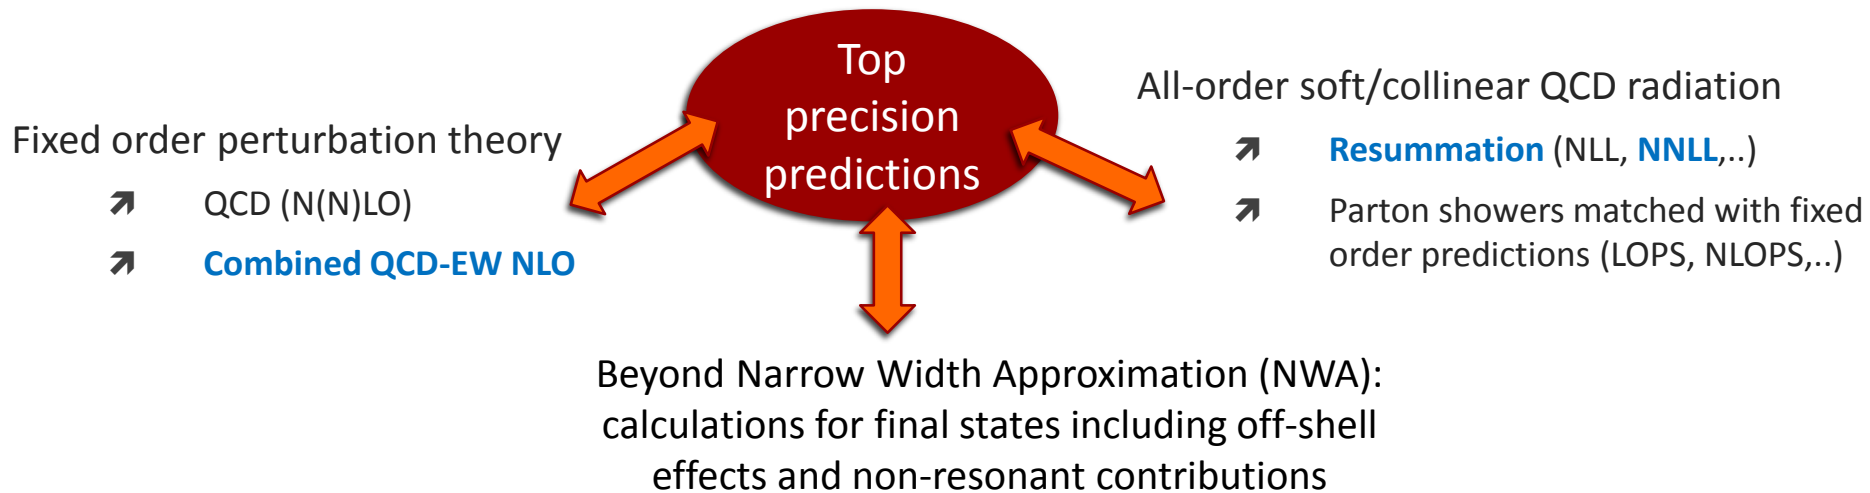 Top
precision
predictions
Fixed order perturbation theory
QCD (N(N)LO)
Combined QCD-EW NLO
All-order soft/collinear QCD radiation
Resummation (NLL, NNLL,..)
Parton showers matched with fixed
order predictions (LOPS, NLOPS,..)
Beyond Narrow Width Approximation (NWA):
calculations for final states including off-shell
effects and non-resonant contributions